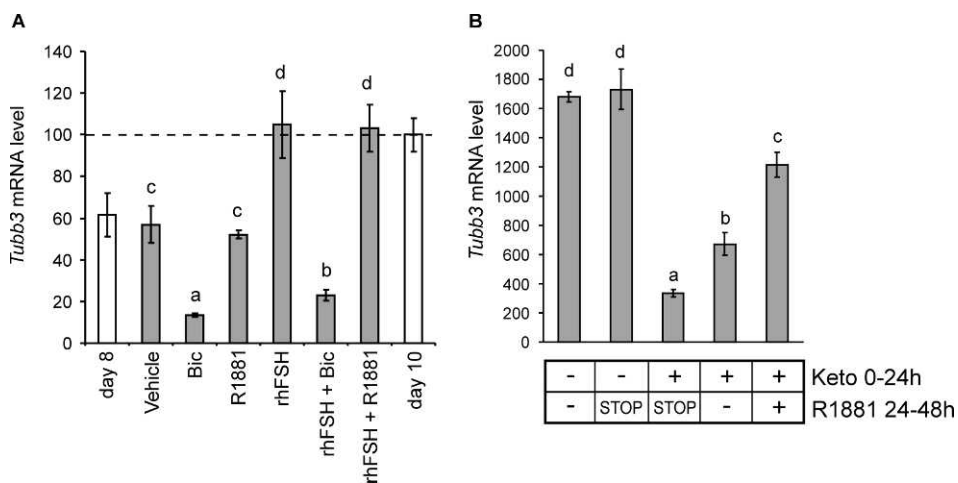 A
Tubb3 mRNA level
140
120
100
80
60
40
20
0
c
a
c
d
b
d
day 8
Vehicle
Bic
R1881
rhFSH
rhFSH + Bic
rhFSH + R1881
day 10
B
Tubb3 mRNA level
2000
1800
1600
1400
1200
1000
800
600
400
200
0
d
d
a
b
c
- - + + + Keto 0-24h
- STOP STOP - + R1881 24-48h